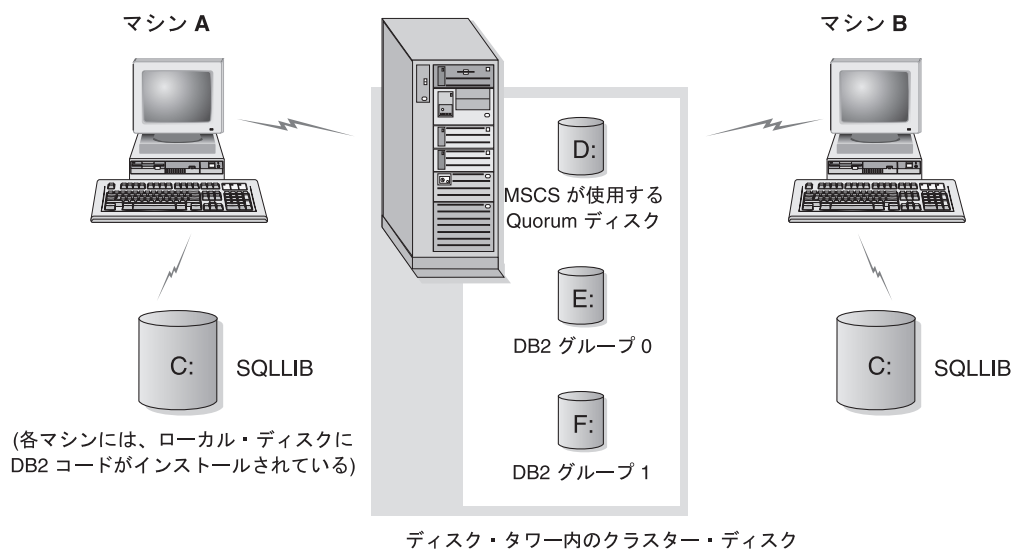 マシン A
マシン B
D:
MSCS が使用する
Quorum ディスク
E:
DB2 グループ 0
F:
DB2 グループ 1
C:
SQLLIB
(各マシンには、ローカル・ディスクに
DB2 コードがインストールされている)
C:
SQLLIB
ディスク・タワー内のクラスター・ディスク